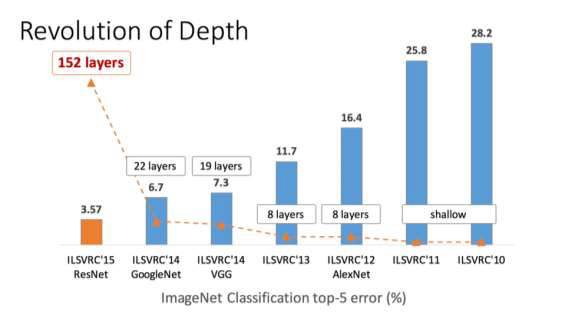 Revolution of Depth
28.2
25.8
152 layers
16.4
11.7
22 layers
19 layers
6.7
7.3
3.57
8 layers
8 layers
shallow
ILSVRC'15
ResNet
ILSVRC'14
GoogleNet
ILSVRC'14
VGG
ILSVRC'13
ILSVRC'12
AlexNet
ILSVRC'11
ILSVRC'10
ImageNet Classification top-5 error (%)